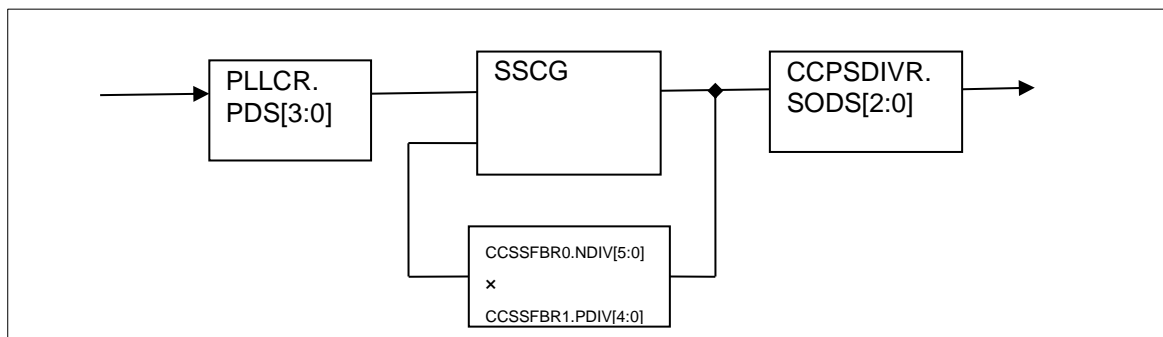 PLLCR.
PDS[3:0]
SSCG
CCPSDIVR.
SODS[2:0]
CCSSFBR0.NDIV[5:0]
×
CCSSFBR1.PDIV[4:0]